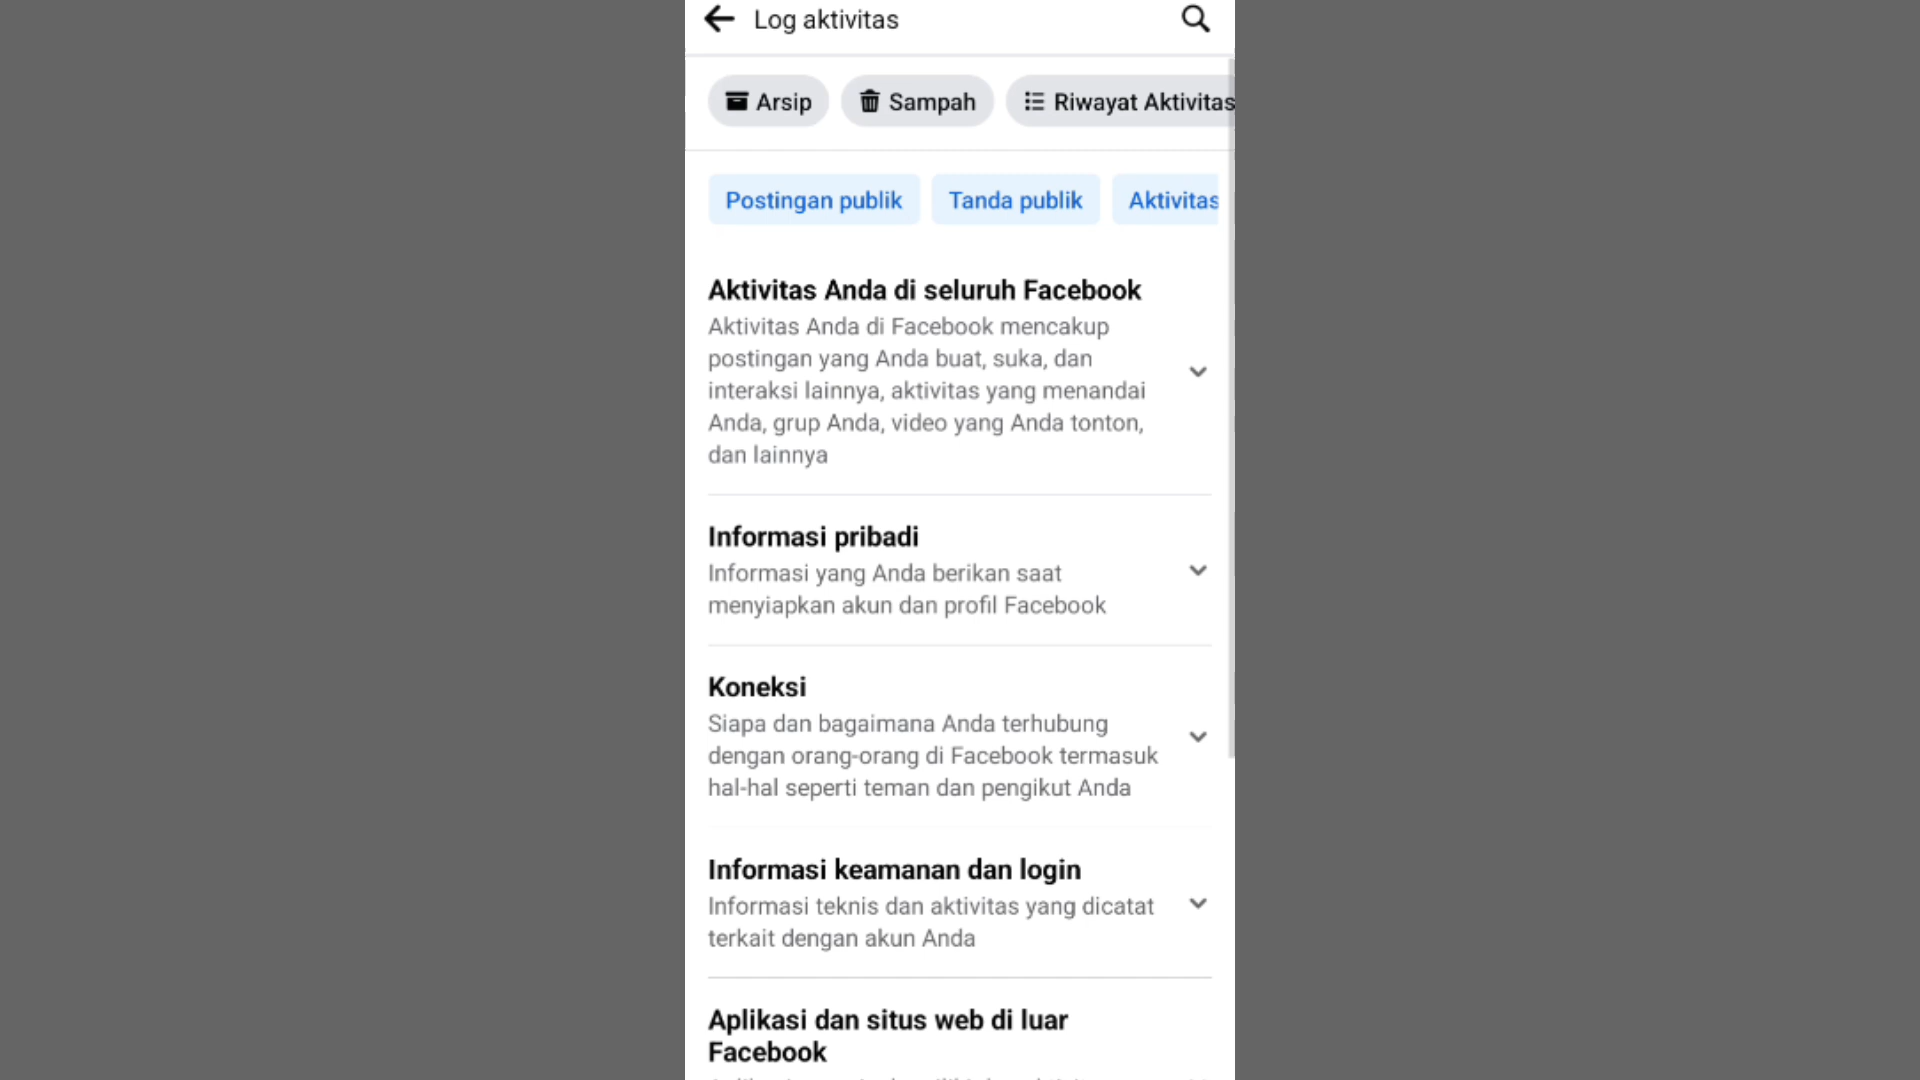 Log aktivitas
Arsip
Sampah
Riwayat Aktivitas
Postingan publik
Tanda publik
Aktivitas
Aktivitas Anda di seluruh Facebook
Aktivitas Anda di Facebook mencakup
postingan yang Anda buat, suka, dan
interaksi lainnya, aktivitas yang menandai
Anda, grup Anda, video yang Anda tonton,
dan lainnya
Informasi pribadi
Informasi yang Anda berikan saat
menyiapkan akun dan profil Facebook
Koneksi
Siapa dan bagaimana Anda terhubung
dengan orang-orang di Facebook termasuk
hal-hal seperti teman dan pengikut Anda
Informasi keamanan dan login
Informasi teknis dan aktivitas yang dicatat
terkait dengan akun Anda
Aplikasi dan situs web di luar
Facebook